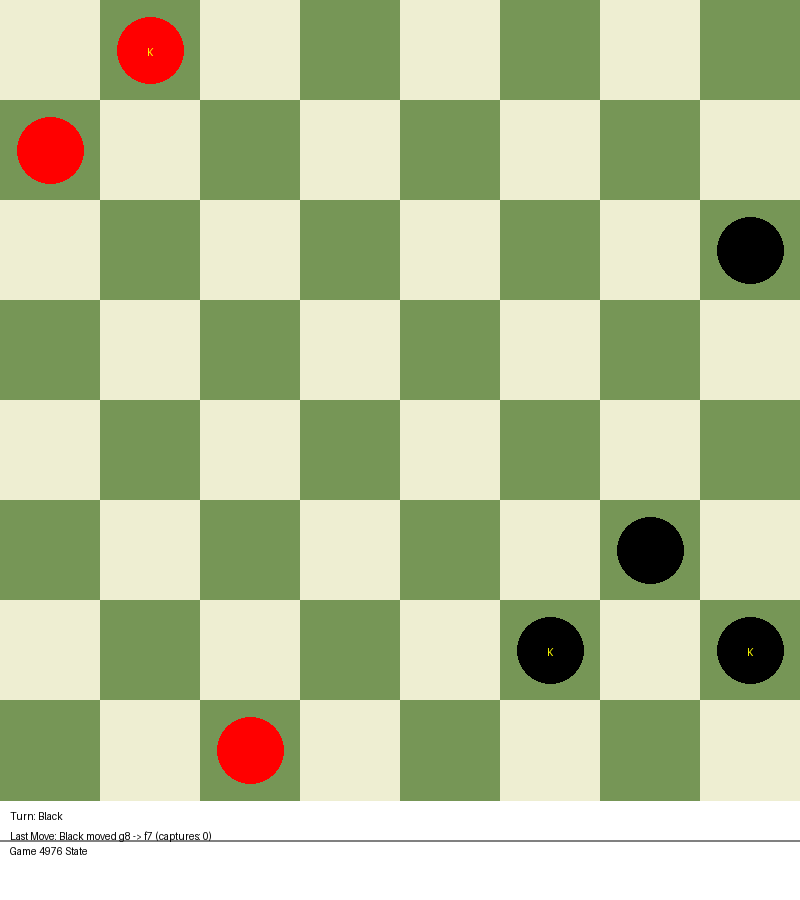 K
K
K
Turn: Black
Last Move: Black moved g8 -> f7 (captures: 0)
Game 4976 State